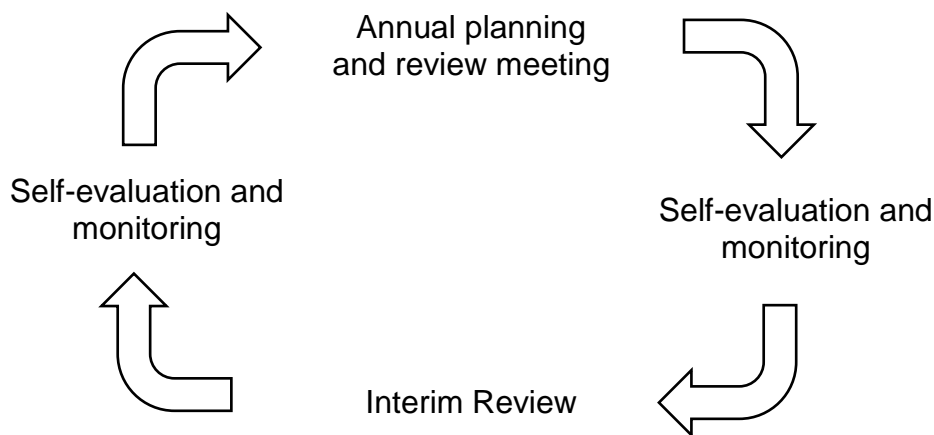 Annual planning
and review meeting
Self-evaluation and
monitoring
Self-evaluation and
monitoring
Interim Review